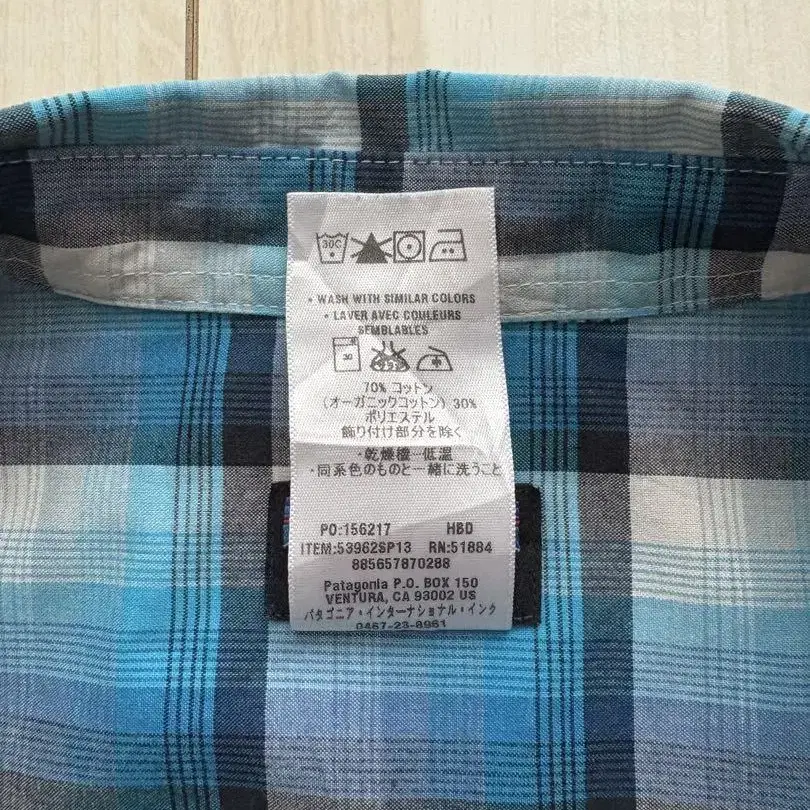 30C
• WASH WITH SIMILAR COLORS
• LAVER AVEC COULEURS
SEMBLABLES
30
70% コットン
(オーガニックコットン) 30%
ポリエステル
飾り付け部分を除く
・乾燥機-低温
・同系色のものと一緒に洗うこと
PO:156217 HBD
ITEM:53962SP13 RN:51884
885657870288
Patagonia P.O. BOX 150
VENTURA, CA 93002 US
パタゴニア・インターナショナル・インク
0467-23-8961